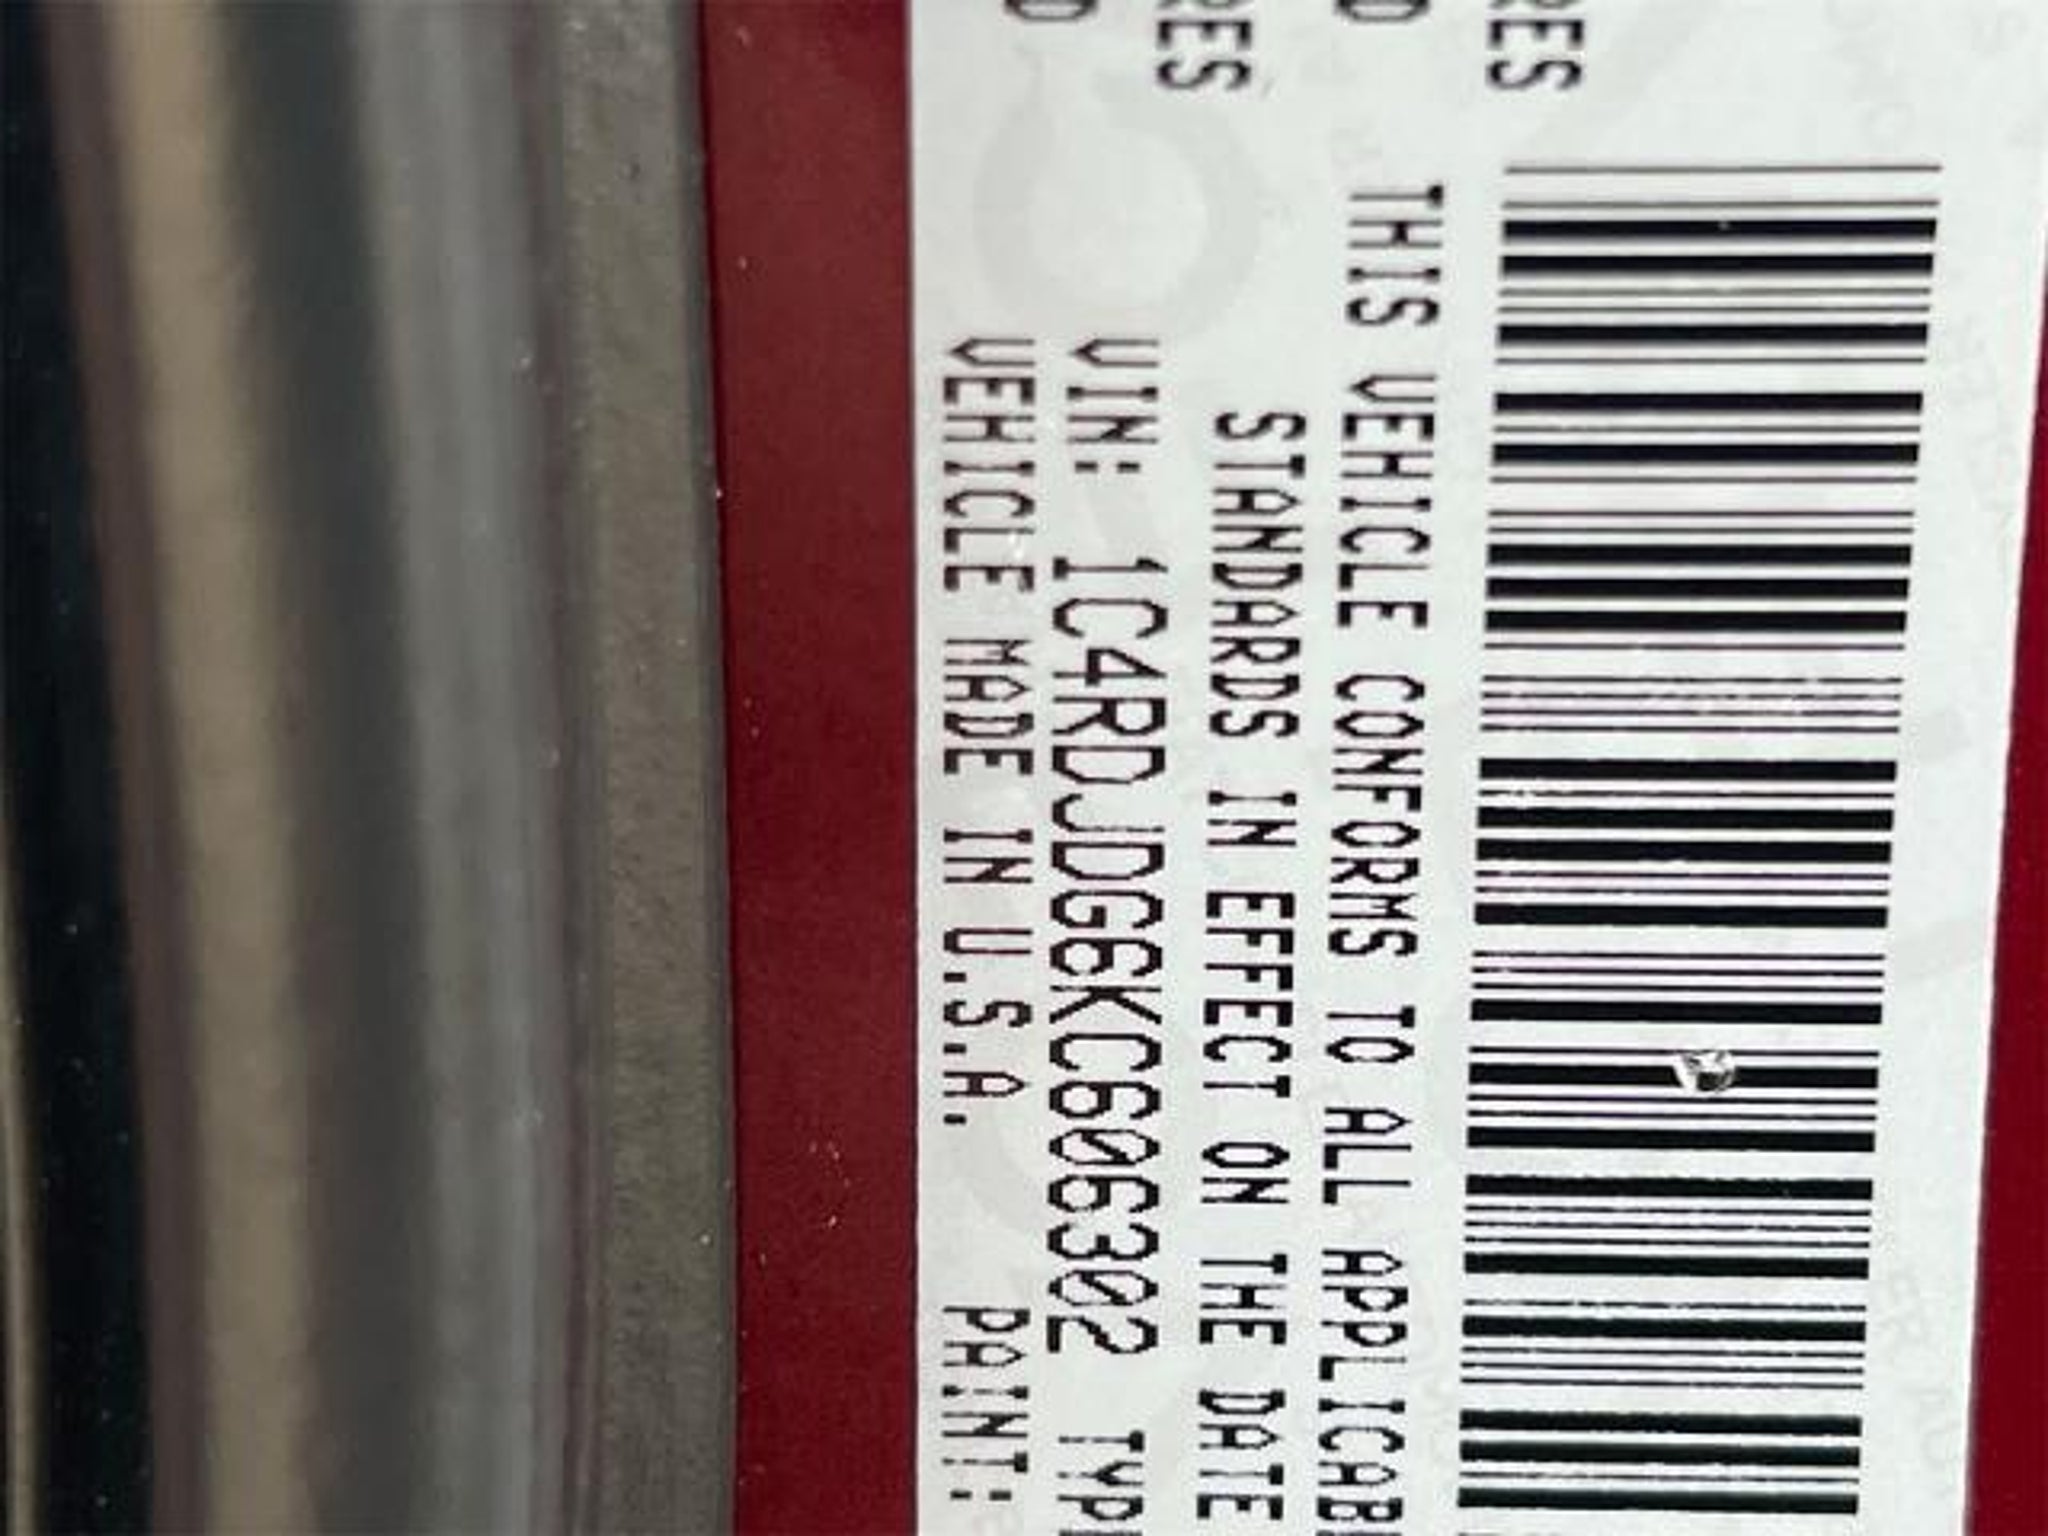 RES
D
RES
D
THIS VEHICLE CONFORMS TO ALL APPLICAB
STANDARDS IN EFFECT ON THE DATE
VIN: 1C4RDJDG6KC606302 TYP
VEHICLE MADE IN U.S.A. PAINT: